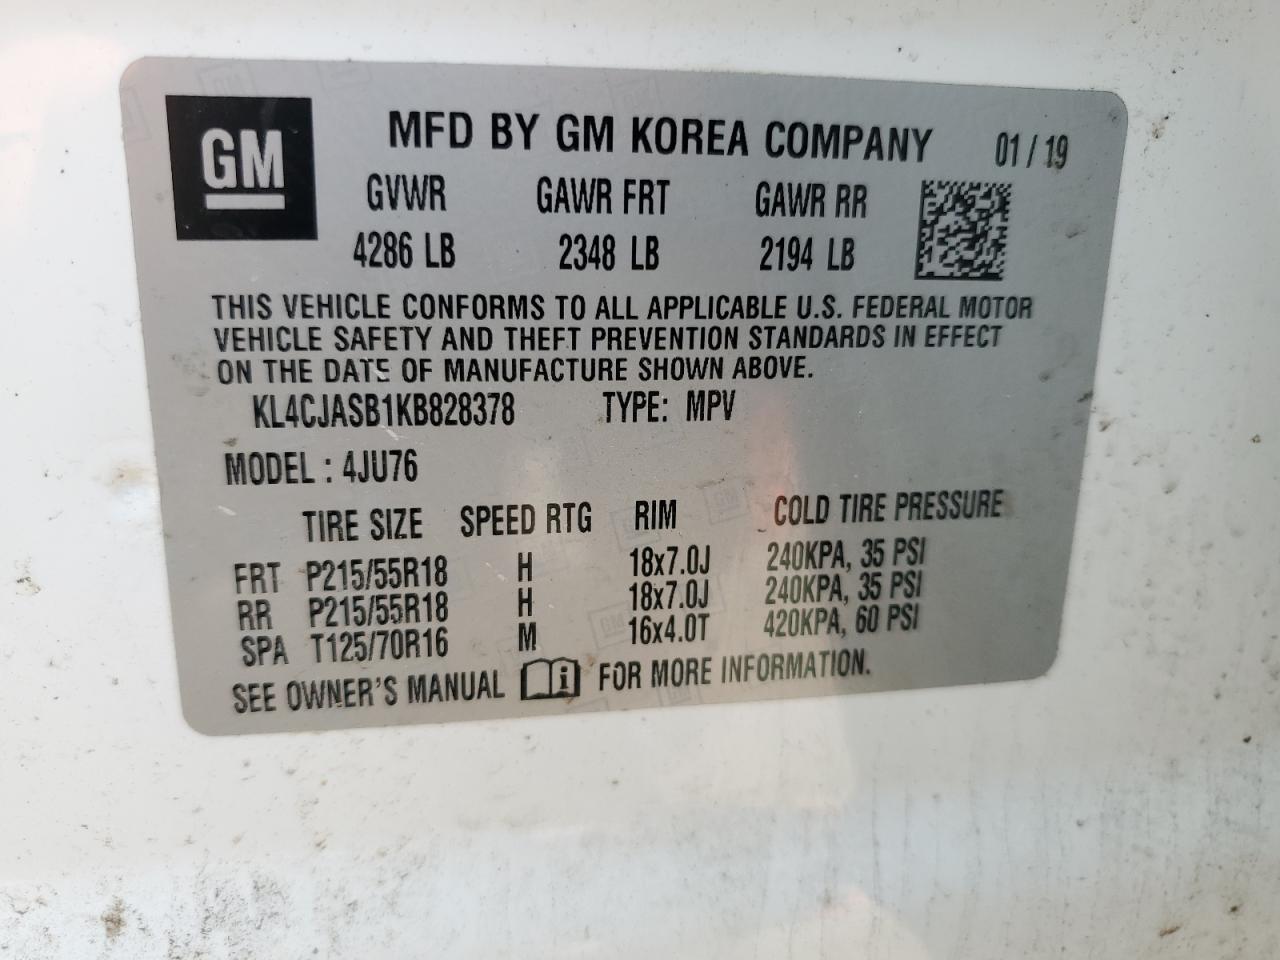 GM
MFD BY GM KOREA COMPANY 01 / 19
GVWR GAWR FRT GAWR RR
4286 LB 2348 LB 2194 LB
THIS VEHICLE CONFORMS TO ALL APPLICABLE U.S. FEDERAL MOTOR
VEHICLE SAFETY AND THEFT PREVENTION STANDARDS IN EFFECT
ON THE DATE OF MANUFACTURE SHOWN ABOVE.
KL4CJASB1KB828378 TYPE: MPV
MODEL : 4JU76
TIRE SIZE SPEED RTG RIM COLD TIRE PRESSURE
FRT P215/55R18 H 18x7.0J 240KPA, 35 PSI
RR P215/55R18 H 18x7.0J 240KPA, 35 PSI
SPA T125/70R16 M 16x4.0T 420KPA, 60 PSI
SEE OWNER'S MANUAL i FOR MORE INFORMATION.